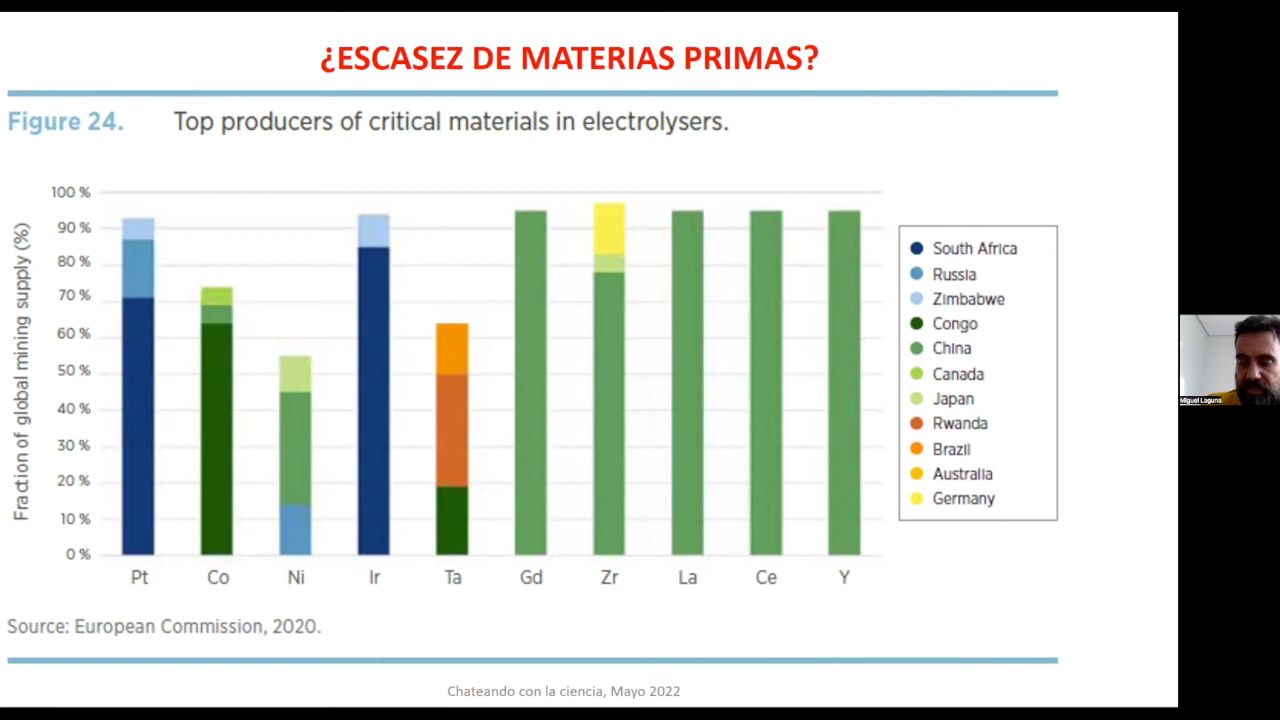 ¿ESCASEZ DE MATERIAS PRIMAS?
Figure 24. Top producers of critical materials in electrolysers.
Fraction of global mining supply (%)
100 %
90 %
80 %
70 %
60 %
50 %
40 %
30 %
20 %
10 %
0 %
Pt Co Ni Ir Ta Gd Zr La Ce Y
South Africa
Russia
Zimbabwe
Congo
China
Canada
Japan
Rwanda
Brazil
Australia
Germany
Source: European Commission, 2020.
Chateando con la ciencia, Mayo 2022
Miguel Laguna